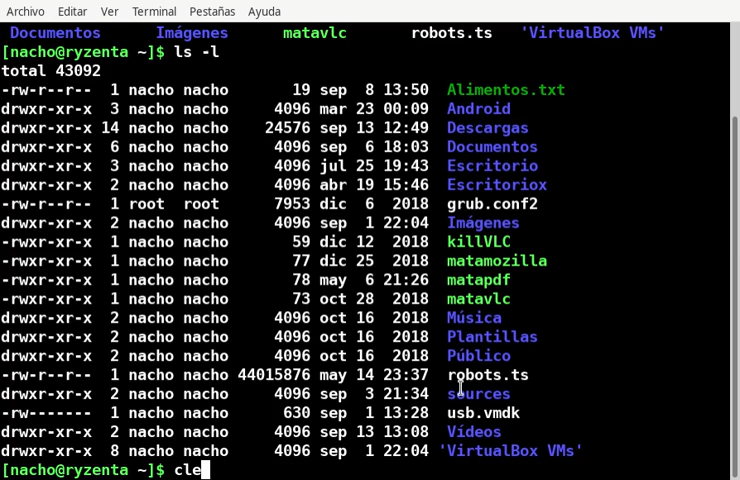 Archivo Editar Ver Terminal Pestañas Ayuda
Documentos Imágenes matavlc robots.ts 'VirtualBox VMs'
[nacho@ryzenta ~]$ ls -l
total 43092
-rw-r--r-- 1 nacho nacho 19 sep 8 13:50 Alimentos.txt
drwxr-xr-x 3 nacho nacho 4096 mar 23 00:09 Android
drwxr-xr-x 14 nacho nacho 24576 sep 13 12:49 Descargas
drwxr-xr-x 6 nacho nacho 4096 sep 6 18:03 Documentos
drwxr-xr-x 3 nacho nacho 4096 jul 25 19:43 Escritorio
drwxr-xr-x 2 nacho nacho 4096 abr 19 15:46 Escritoriox
-rw-r--r-- 1 root root 7953 dic 6 2018 grub.conf2
drwxr-xr-x 2 nacho nacho 4096 sep 1 22:04 Imágenes
-rwxr-xr-x 1 nacho nacho 59 dic 12 2018 killVLC
-rwxr-xr-x 1 nacho nacho 77 dic 25 2018 matamozilla
-rwxr-xr-x 1 nacho nacho 78 may 6 21:26 matapdf
-rwxr-xr-x 1 nacho nacho 73 oct 28 2018 matavlc
drwxr-xr-x 2 nacho nacho 4096 oct 16 2018 Música
drwxr-xr-x 2 nacho nacho 4096 oct 16 2018 Plantillas
drwxr-xr-x 2 nacho nacho 4096 oct 16 2018 Público
-rw-r--r-- 1 nacho nacho 44015876 may 14 23:37 robots.ts
drwxr-xr-x 2 nacho nacho 4096 sep 3 21:34 sources
-rw------- 1 nacho nacho 630 sep 1 13:28 usb.vmdk
drwxr-xr-x 2 nacho nacho 4096 sep 13 13:08 Vídeos
drwxr-xr-x 8 nacho nacho 4096 sep 1 22:04 'VirtualBox VMs'
[nacho@ryzenta ~]$ cle